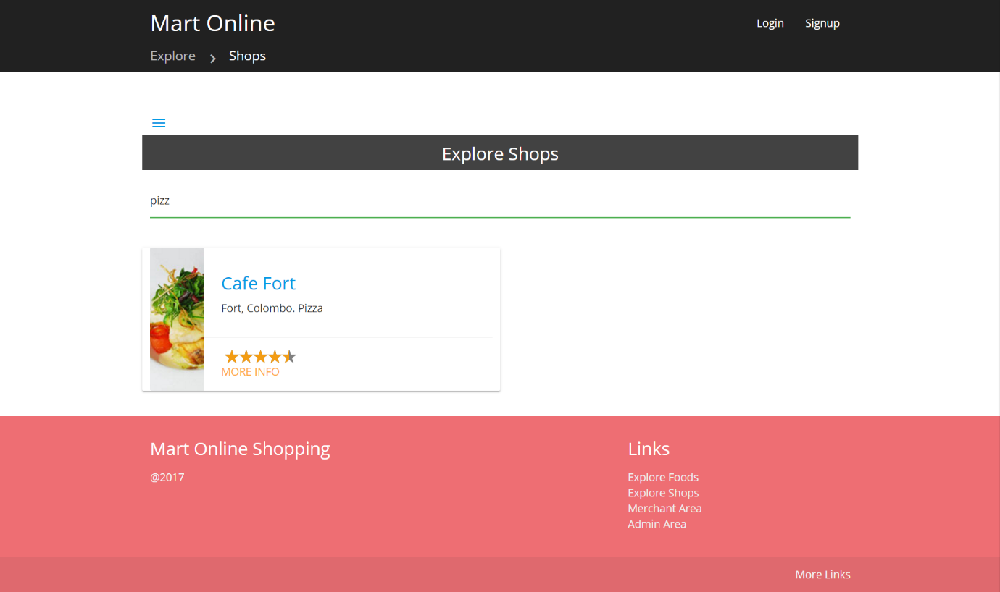 Mart Online
Login Signup
Explore Shops
Explore Shops
pizz
Cafe Fort
Fort, Colombo. Pizza
MORE INFO
Mart Online Shopping
@2017
Links
Explore Foods
Explore Shops
Merchant Area
Admin Area
More Links